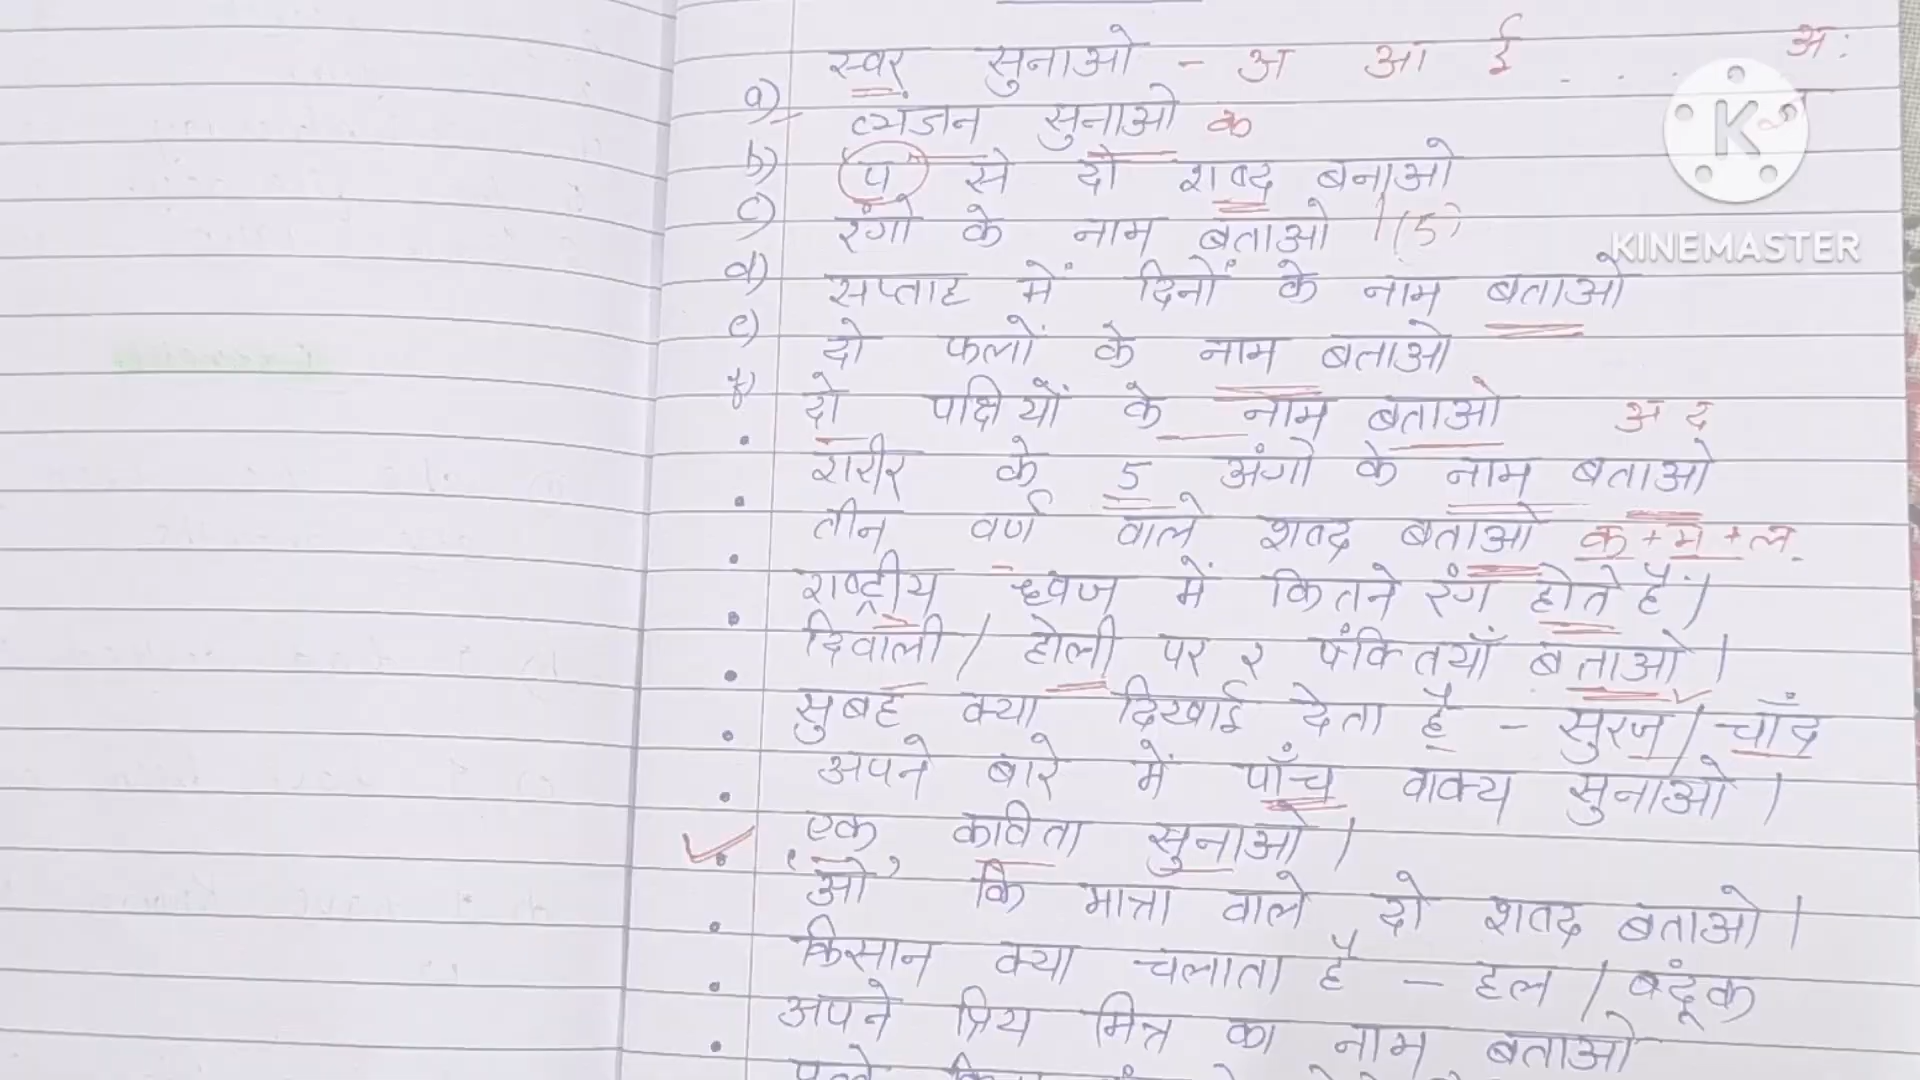 स्वर सुनाओ - अ आ ई . . . . अ:
a) व्यंजन सुनाओ क
b) प से दो शब्द बनाओ
c) रंगो के नाम बताओ (5)
d) सप्ताह में दिनों के नाम बताओ
e) दो फलों के नाम बताओ
f) दो पक्षियों के नाम बताओ
• शरीर के 5 अंगो के नाम बताओ
• तीन वर्ण वाले शब्द बताओ क + म + ल
• राष्ट्रीय ध्वज में कितने रंग होते हैं।
• दिवाली / होली पर २ पंक्तियाँ बताओ।
• सुबह क्या दिखाई देता है - सुरज / चाँद
• अपने बारे में पाँच वाक्य सुनाओ।
• एक कविता सुनाओ।
'ओ' कि मात्रा वाले दो शब्द बताओ।
• किसान क्या चलाता है - हल / बंदूक
• अपने प्रिय मित्र का नाम बताओ
KINEMASTER